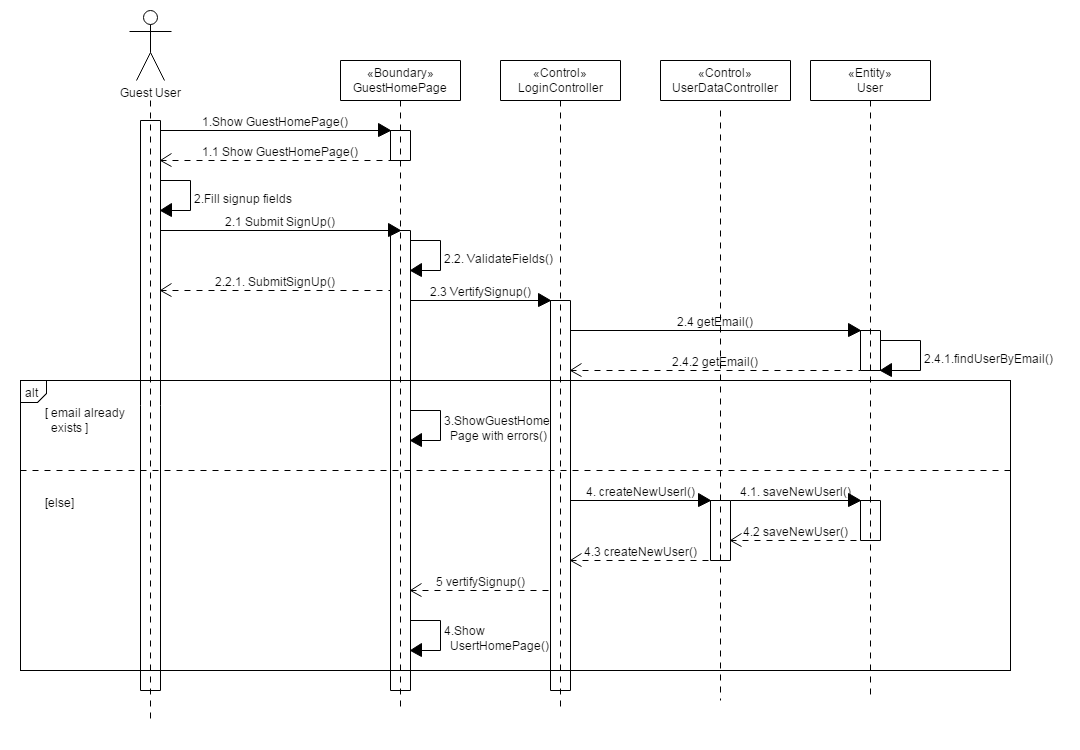 Guest User
«Boundary»
GuestHomePage
«Control»
LoginController
«Control»
UserDataController
«Entity»
User
1.Show GuestHomePage()
1.1 Show GuestHomePage()
2.Fill signup fields
2.1 Submit SignUp()
2.2. ValidateFields()
2.2.1. SubmitSignUp()
2.3 VertifySignup()
2.4 getEmail()
2.4.1.findUserByEmail()
2.4.2 getEmail()
alt
[ email already
exists ]
3.ShowGuestHome
Page with errors()
[else]
4. createNewUserI()
4.1. saveNewUserI()
4.2 saveNewUser()
4.3 createNewUser()
5 vertifySignup()
4.Show
UsertHomePage()